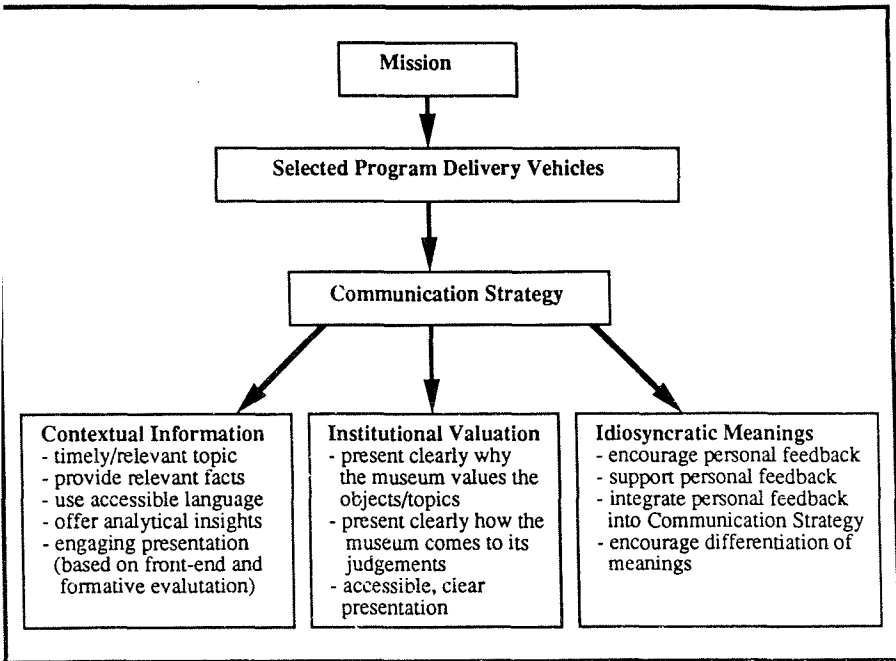 Mission
Selected Program Delivery Vehicles
Communication Strategy
Contextual Information
- timely/relevant topic
- provide relevant facts
- use accessible language
- offer analytical insights
- engaging presentation
(based on front-end and
formative evalutation)
Institutional Valuation
- present clearly why
the museum values the
objects/topics
- present clearly how the
museum comes to its
judgements
- accessible, clear
presentation
Idiosyncratic Meanings
- encourage personal feedback
- support personal feedback
- integrate personal feedback
into Communication Strategy
- encourage differentiation of
meanings